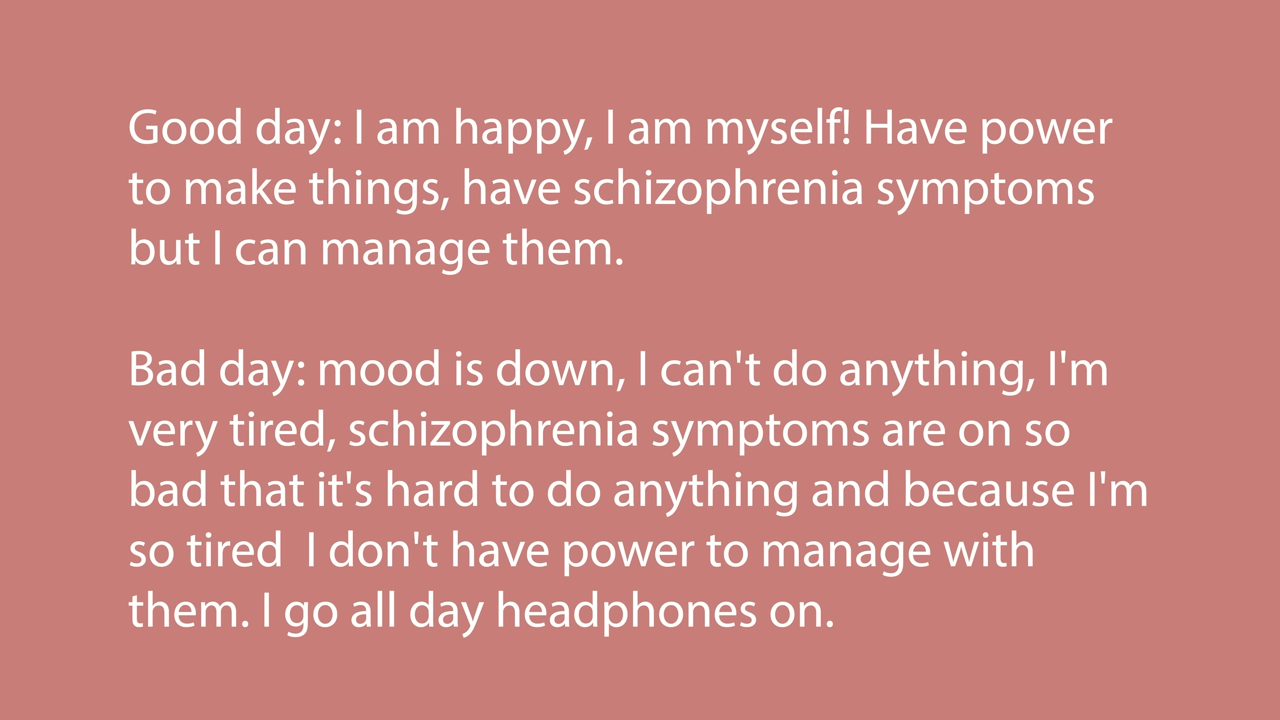 Good day: I am happy, I am myself! Have power
to make things, have schizophrenia symptoms
but I can manage them.
Bad day: mood is down, I can't do anything, I'm
very tired, schizophrenia symptoms are on so
bad that it's hard to do anything and because I'm
so tired  I don't have power to manage with
them. I go all day headphones on.